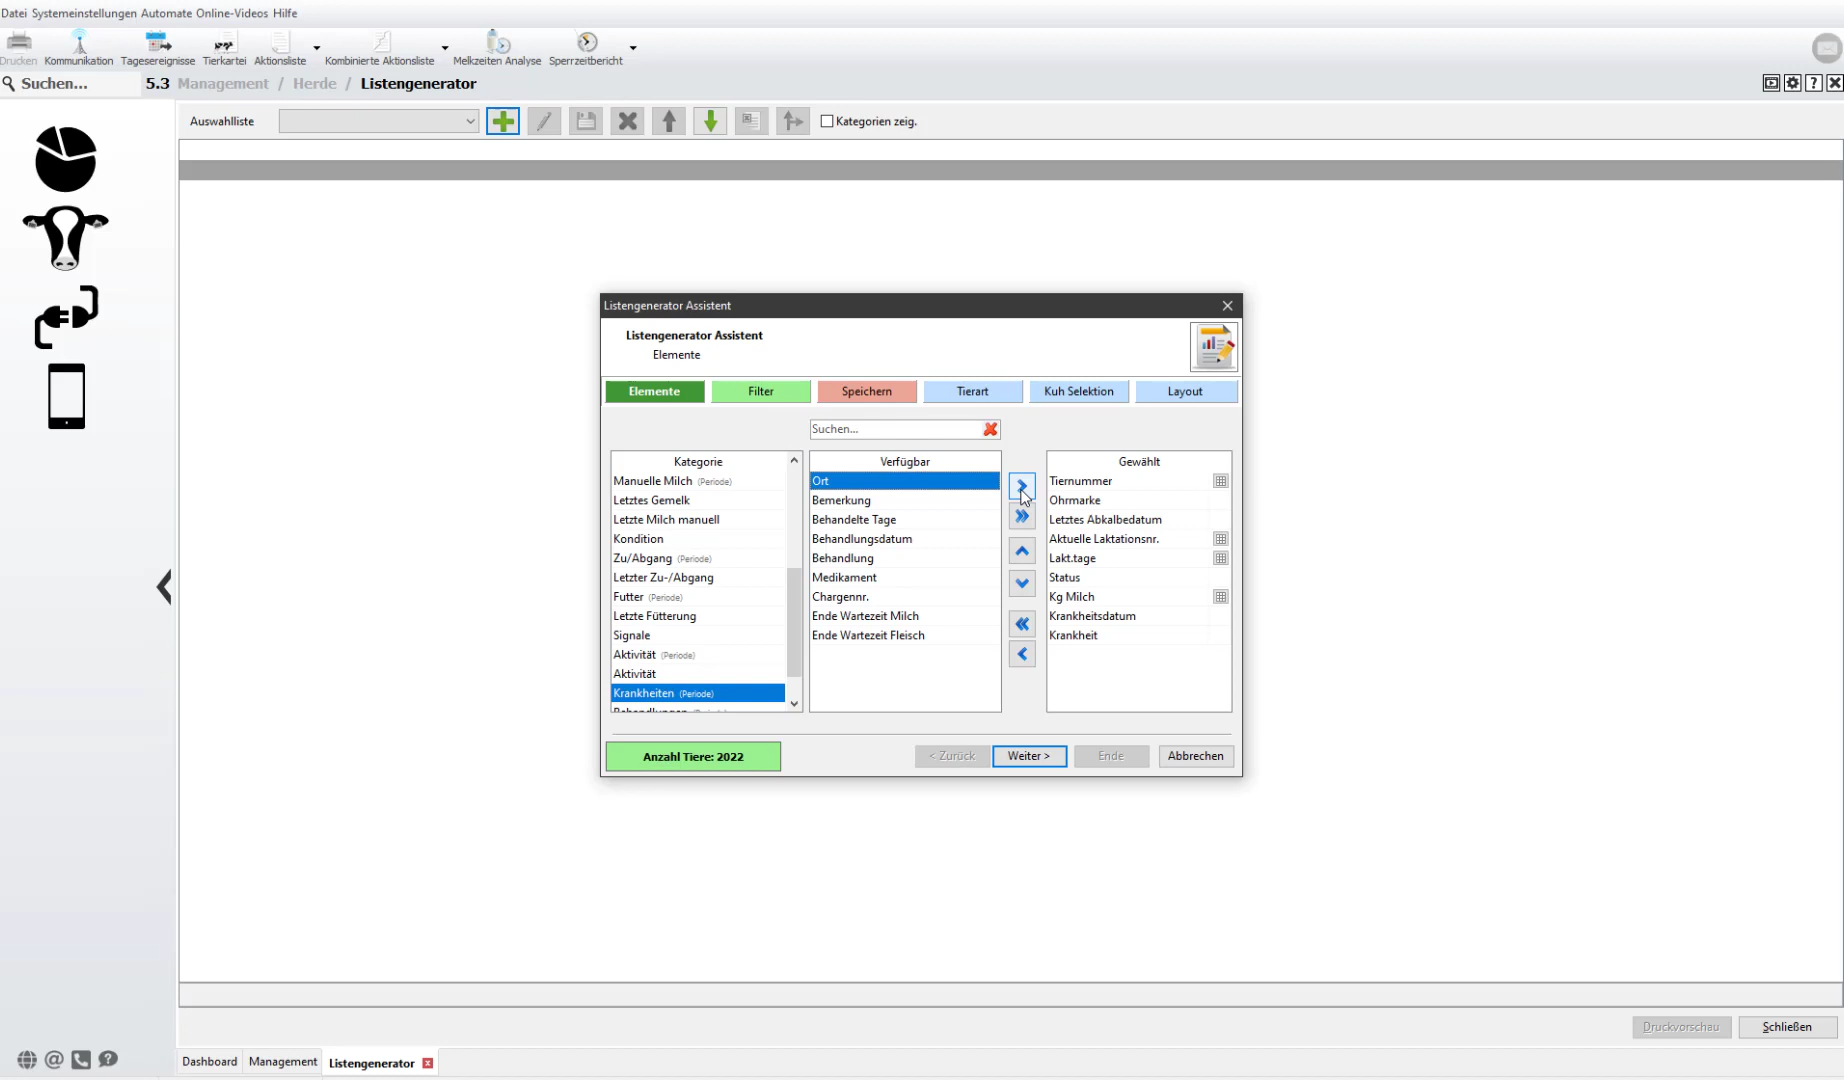 Datei Systemeinstellungen Automate Online-Videos Hilfe
Drucken Kommunikation Tagesereignisse Tierkartei Aktionsliste Kombinierte Aktionsliste Melkzeiten Analyse Sperrzeitbericht
Suchen... 5.3 Management / Herde / Listengenerator
Auswahlliste Kategorien zeig.
Listengenerator Assistent
Listengenerator Assistent
Elemente
Elemente Filter Speichern Tierart Kuh Selektion Layout
Suchen...
Kategorie Verfügbar Gewählt
Manuelle Milch (Periode) Ort Tiernummer
Letztes Gemelk Bemerkung Ohrmarke
Letzte Milch manuell Behandelte Tage Letztes Abkalbedatum
Kondition Behandlungsdatum Aktuelle Laktationsnr.
Zu/Abgang (Periode) Behandlung Lakt.tage
Letzter Zu-/Abgang Medikament Status
Futter (Periode) Chargennr. Kg Milch
Letzte Fütterung Ende Wartezeit Milch Krankheitsdatum
Signale Ende Wartezeit Fleisch Krankheit
Aktivität (Periode)
Aktivität
Krankheiten (Periode)
Behandlungen (Periode)
Anzahl Tiere: 2022 < Zurück Weiter > Ende Abbrechen
Druckvorschau Schließen
Dashboard Management Listengenerator